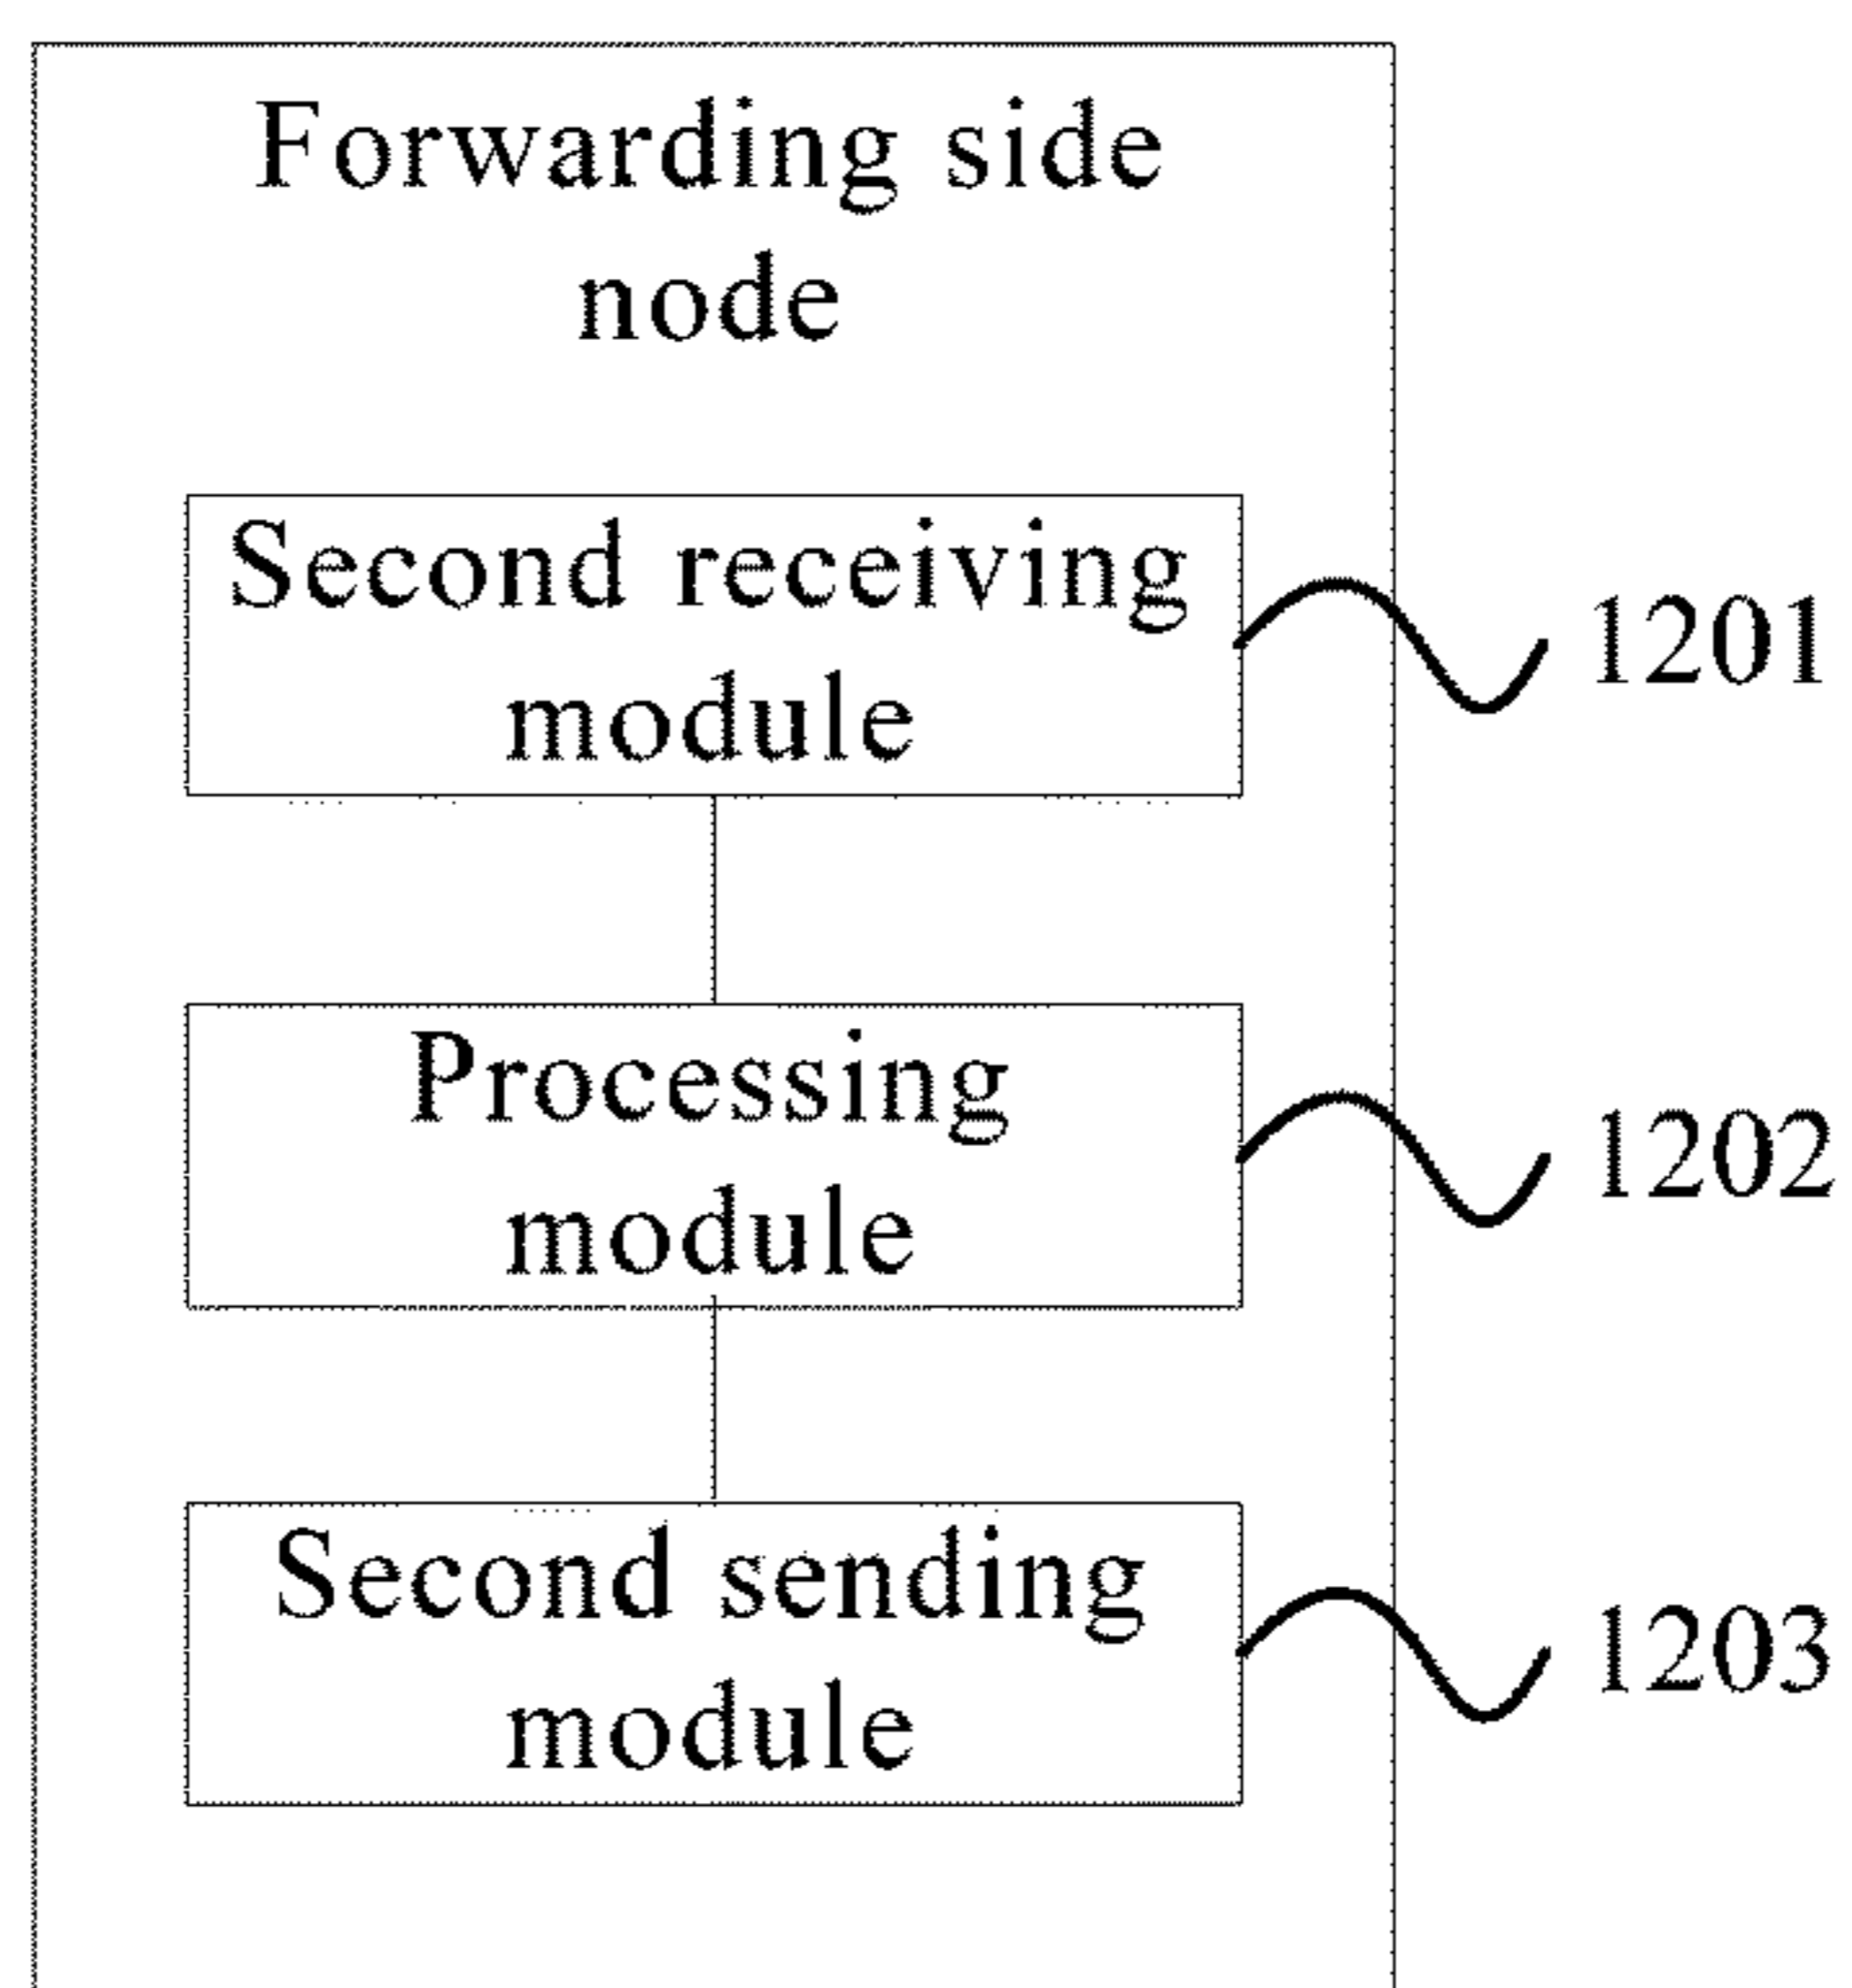 Forwarding side
node
Second receiving
module
1201
Processing
module
1202
Second sending
module
1203